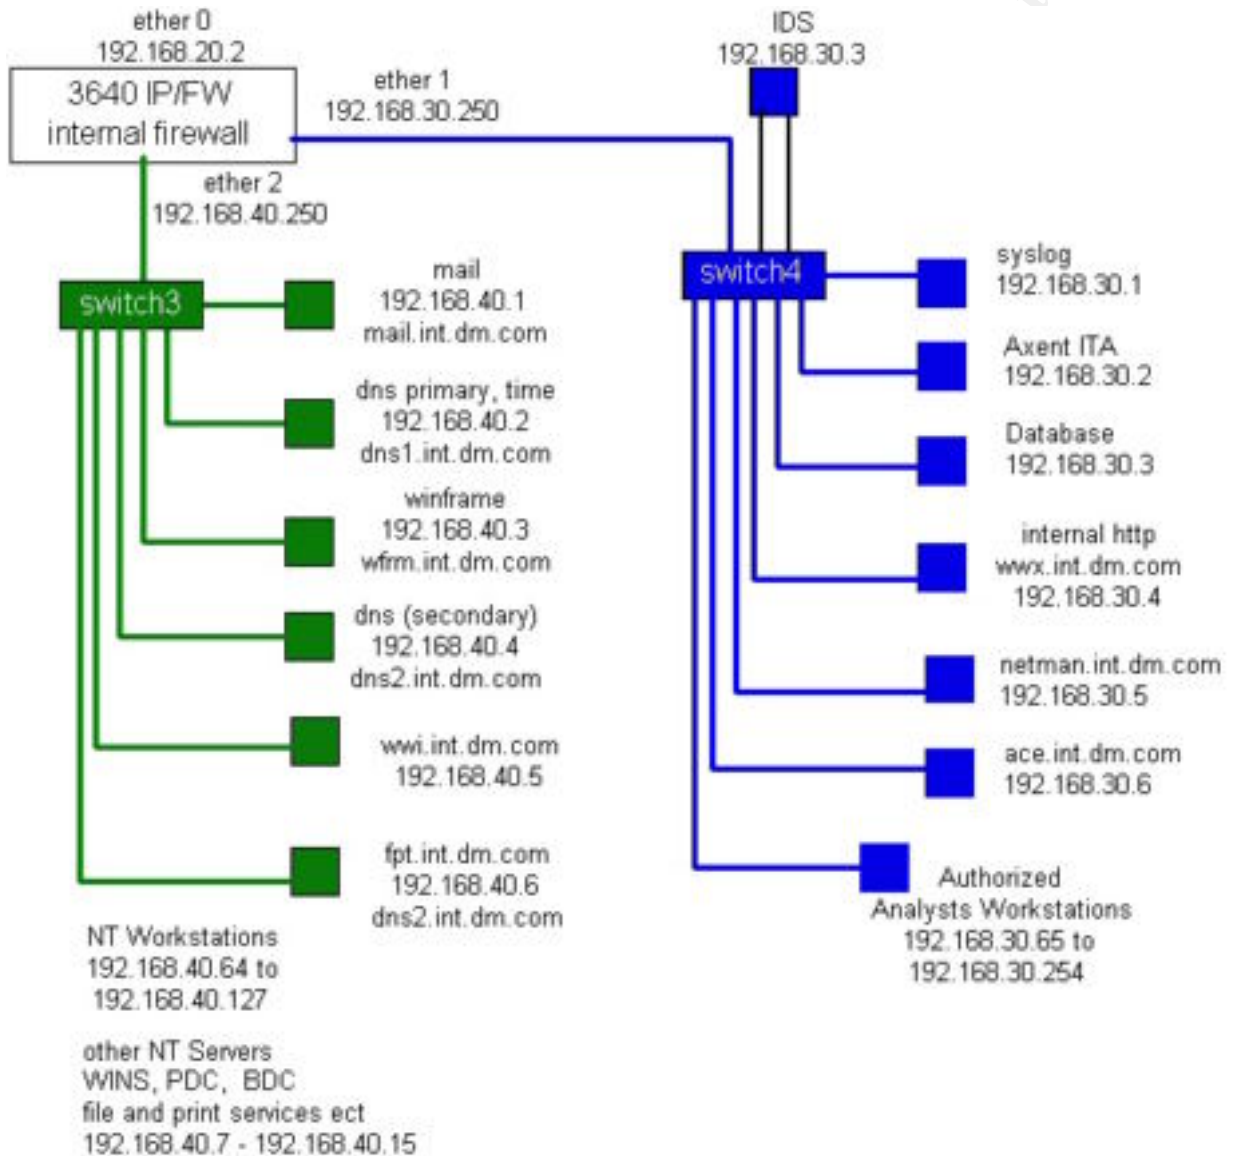 ether 0
192.168.20.2
3640 IP/FW
internal firewall
ether 1
192.168.30.250
IDS
192.168.30.3
ether 2
192.168.40.250
switch3
mail
192.168.40.1
mail.int.dm.com
dns primary, time
192.168.40.2
dns1.int.dm.com
winframe
192.168.40.3
wfrm.int.dm.com
dns (secondary)
192.168.40.4
dns2.int.dm.com
wwi.int.dm.com
192.168.40.5
fpt.int.dm.com
192.168.40.6
dns2.int.dm.com
NT Workstations
192.168.40.64 to
192.168.40.127
other NT Servers
WINS, PDC, BDC
file and print services ect
192.168.40.7 - 192.168.40.15
switch4
syslog
192.168.30.1
Axent ITA
192.168.30.2
Database
192.168.30.3
internal http
wwx.int.dm.com
192.168.30.4
netman.int.dm.com
192.168.30.5
ace.int.dm.com
192.168.30.6
Authorized
Analysts Workstations
192.168.30.65 to
192.168.30.254